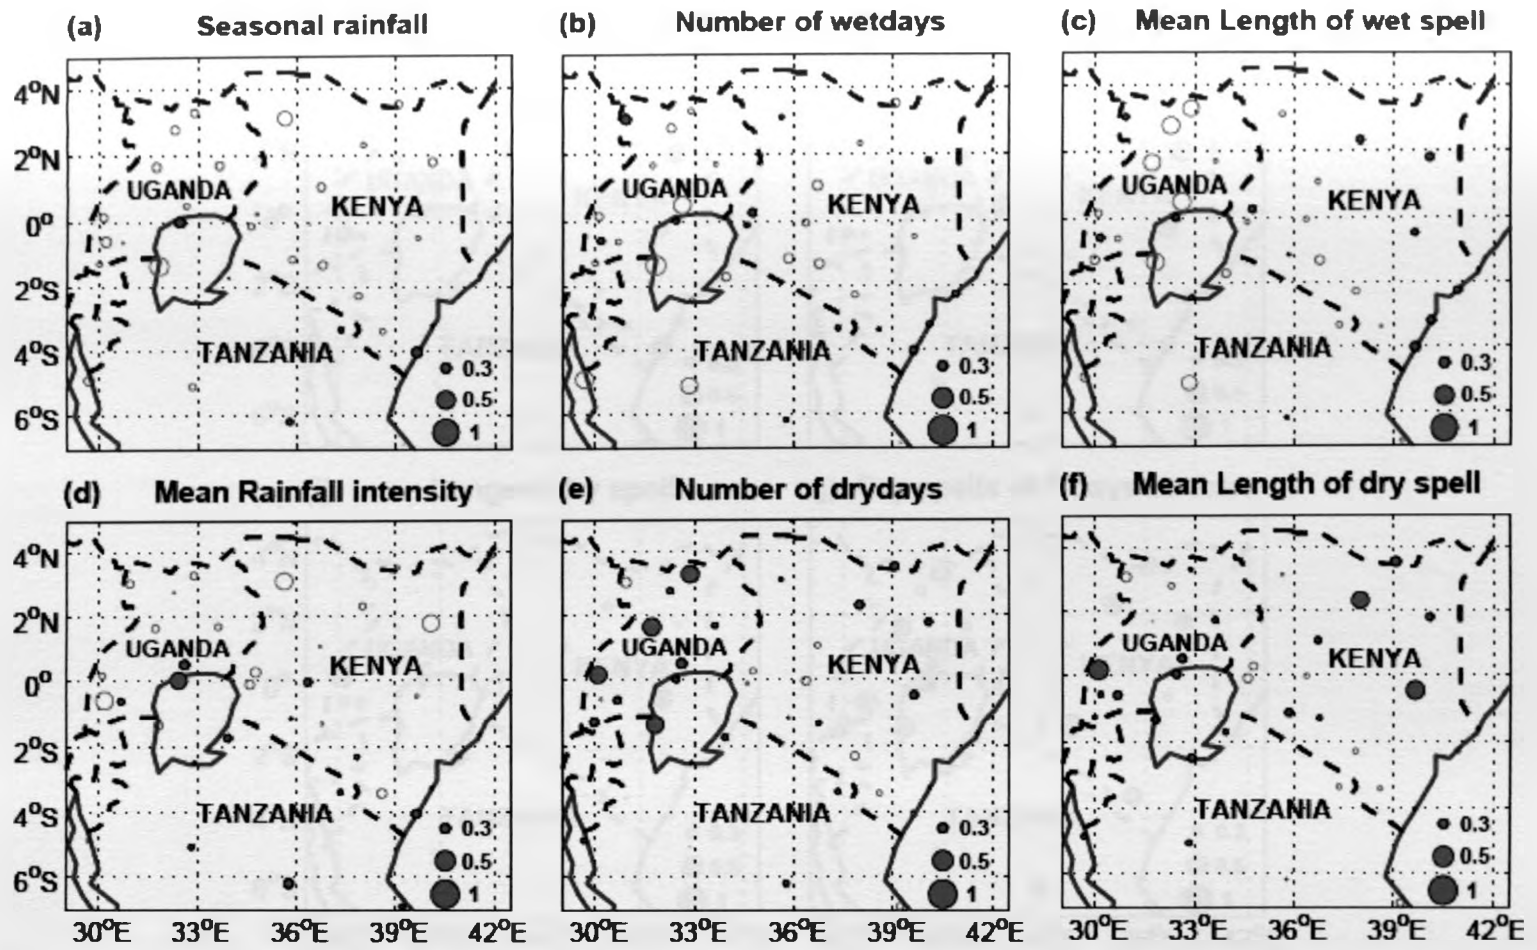 (a) Seasonal rainfall
(b) Number of wetdays
(c) Mean Length of wet spell
4°N
2°N
0°
2°S
4°S
6°S
UGANDA
KENYA
TANZANIA
0.3
0.5
1
UGANDA
KENYA
TANZANIA
0.3
0.5
1
UGANDA
KENYA
TANZANIA
0.3
0.5
1
(d) Mean Rainfall intensity
(e) Number of drydays
(f) Mean Length of dry spell
4°N
2°N
0°
2°S
4°S
6°S
UGANDA
KENYA
TANZANIA
0.3
0.5
1
UGANDA
KENYA
TANZANIA
0.3
0.5
1
UGANDA
KENYA
TANZANIA
0.3
0.5
1
30°E 33°E 36°E 39°E 42°E
30°E 33°E 36°E 39°E 42°E
30°E 33°E 36°E 39°E 42°E